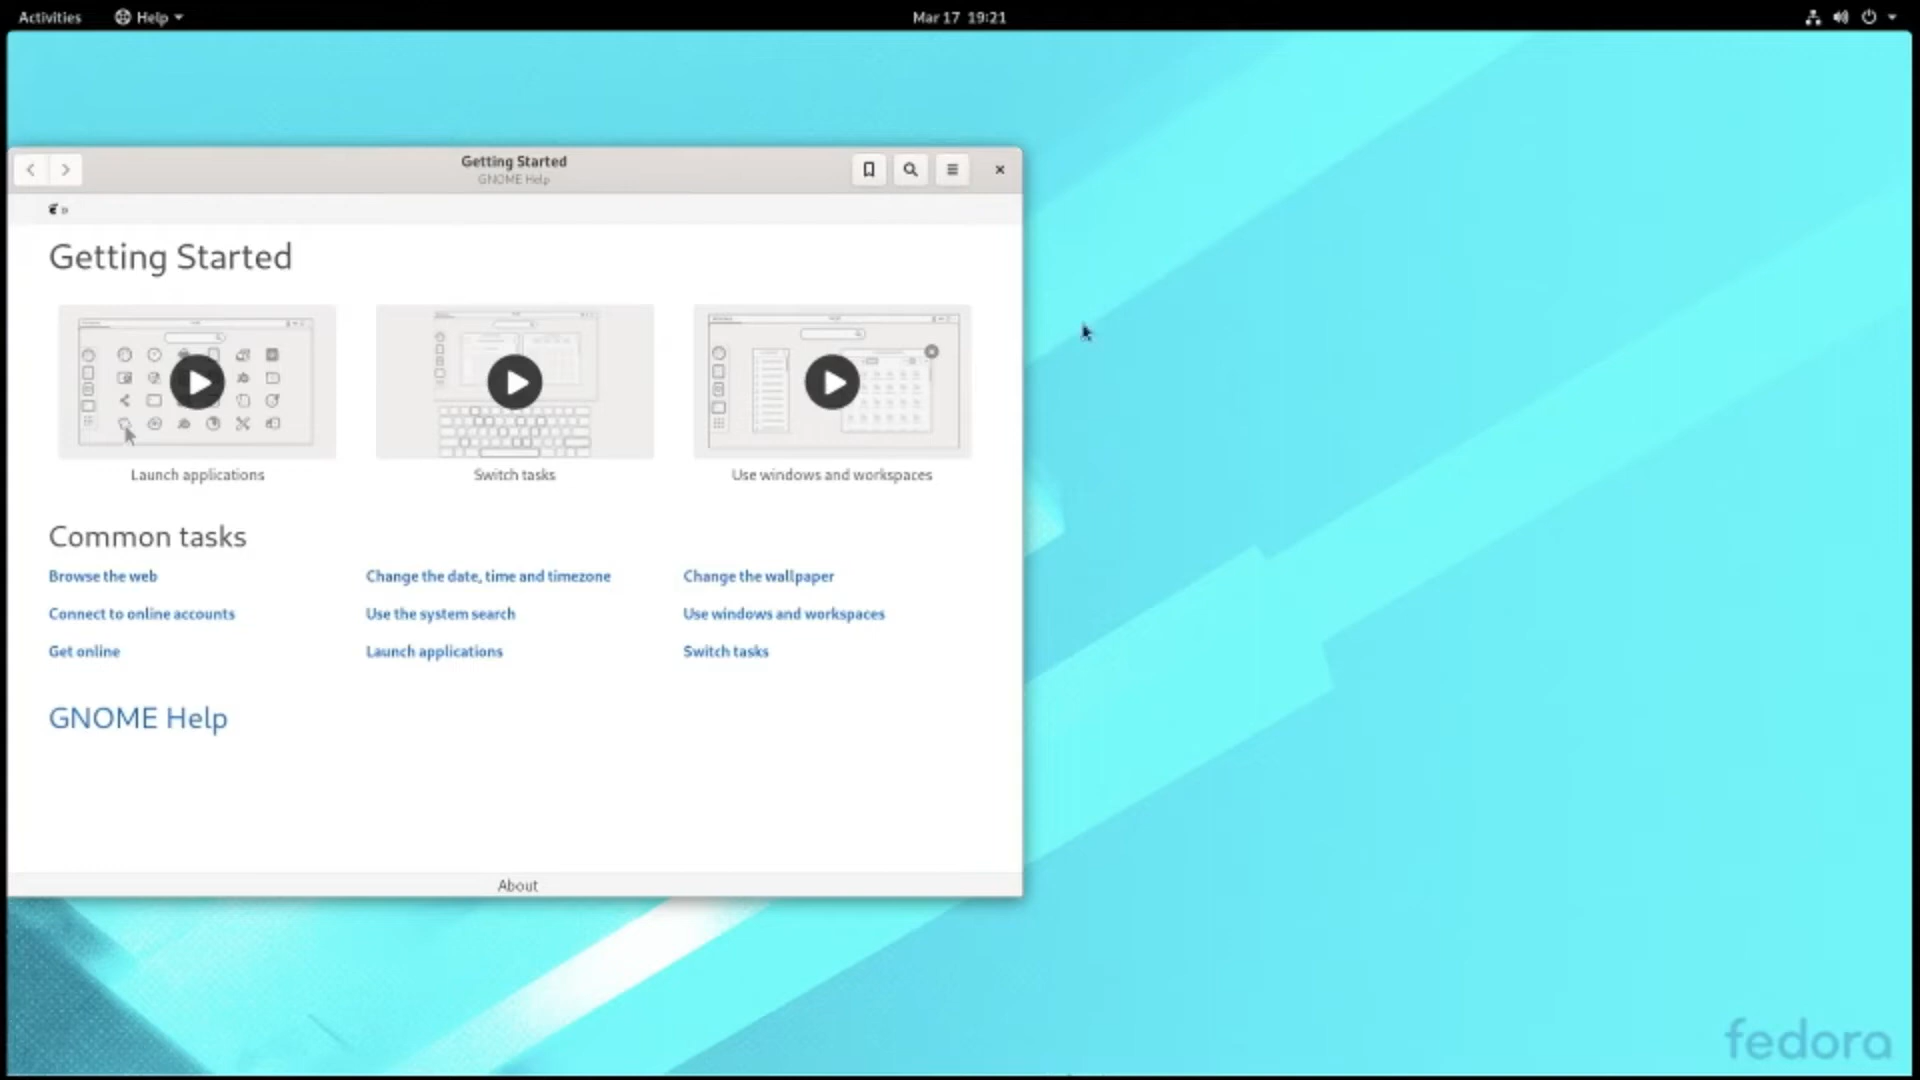 Activities Help Mar 17 19:21
Getting Started
GNOME Help
Getting Started
Launch applications Switch tasks Use windows and workspaces
Common tasks
Browse the web Change the date, time and timezone Change the wallpaper
Connect to online accounts Use the system search Use windows and workspaces
Get online Launch applications Switch tasks
GNOME Help
About
fedora